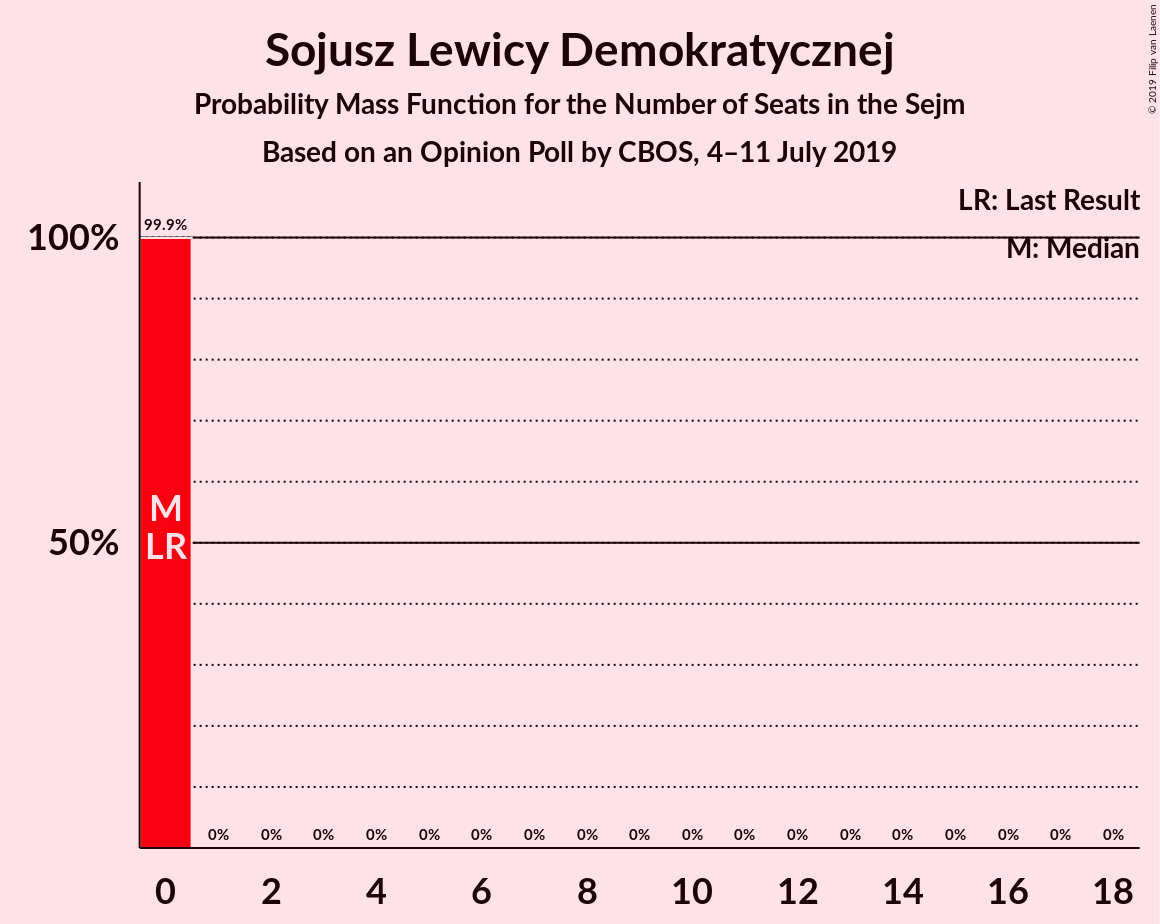 Sojusz Lewicy Demokratycznej
Probability Mass Function for the Number of Seats in the Sejm
Based on an Opinion Poll by CBOS, 4–11 July 2019
© 2019 Filip van Laenen
LR: Last Result
M: Median
99.9%
100%
M
LR
50%
0% 0% 0% 0% 0% 0% 0% 0% 0% 0% 0% 0% 0% 0% 0% 0% 0% 0%
0 2 4 6 8 10 12 14 16 18